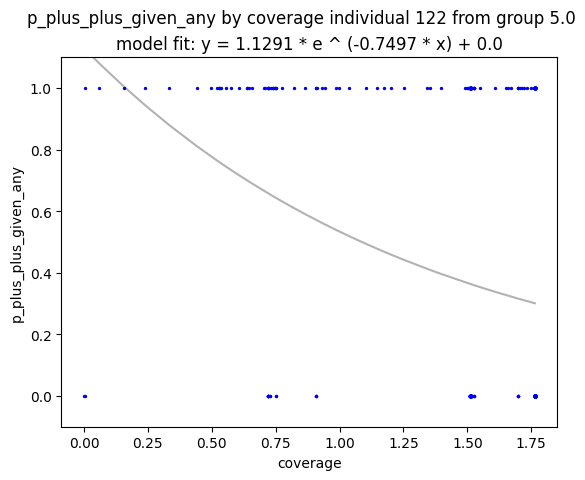 p_plus_plus_given_any by coverage individual 122 from group 5.0
model fit: y = 1.1291 * e ^ (-0.7497 * x) + 0.0
1.0
0.8
0.6
0.4
0.2
0.0
p_plus_plus_given_any
0.00 0.25 0.50 0.75 1.00 1.25 1.50 1.75
coverage